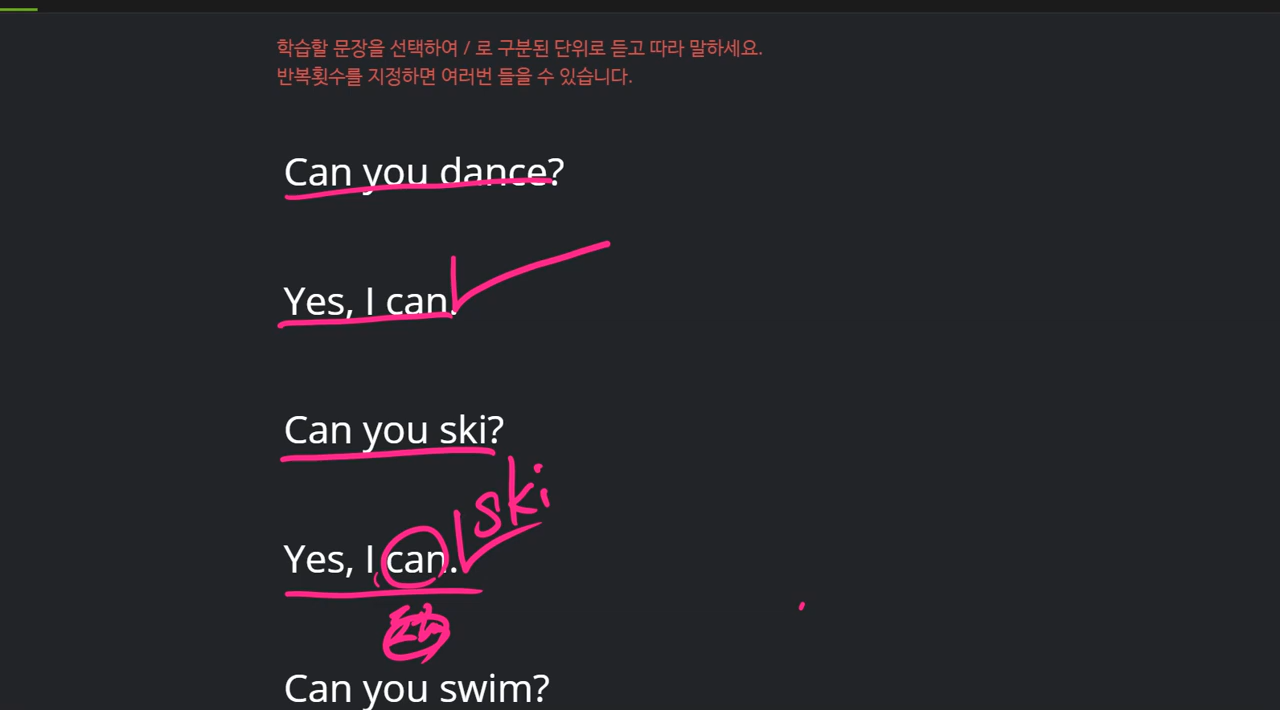 학습할 문장을 선택하여 / 로 구분된 단위로 듣고 따라 말하세요.
반복횟수를 지정하면 여러번 들을 수 있습니다.
Can you dance?
Yes, I can.
Can you ski?
ski
Yes, I can.
Can you swim?